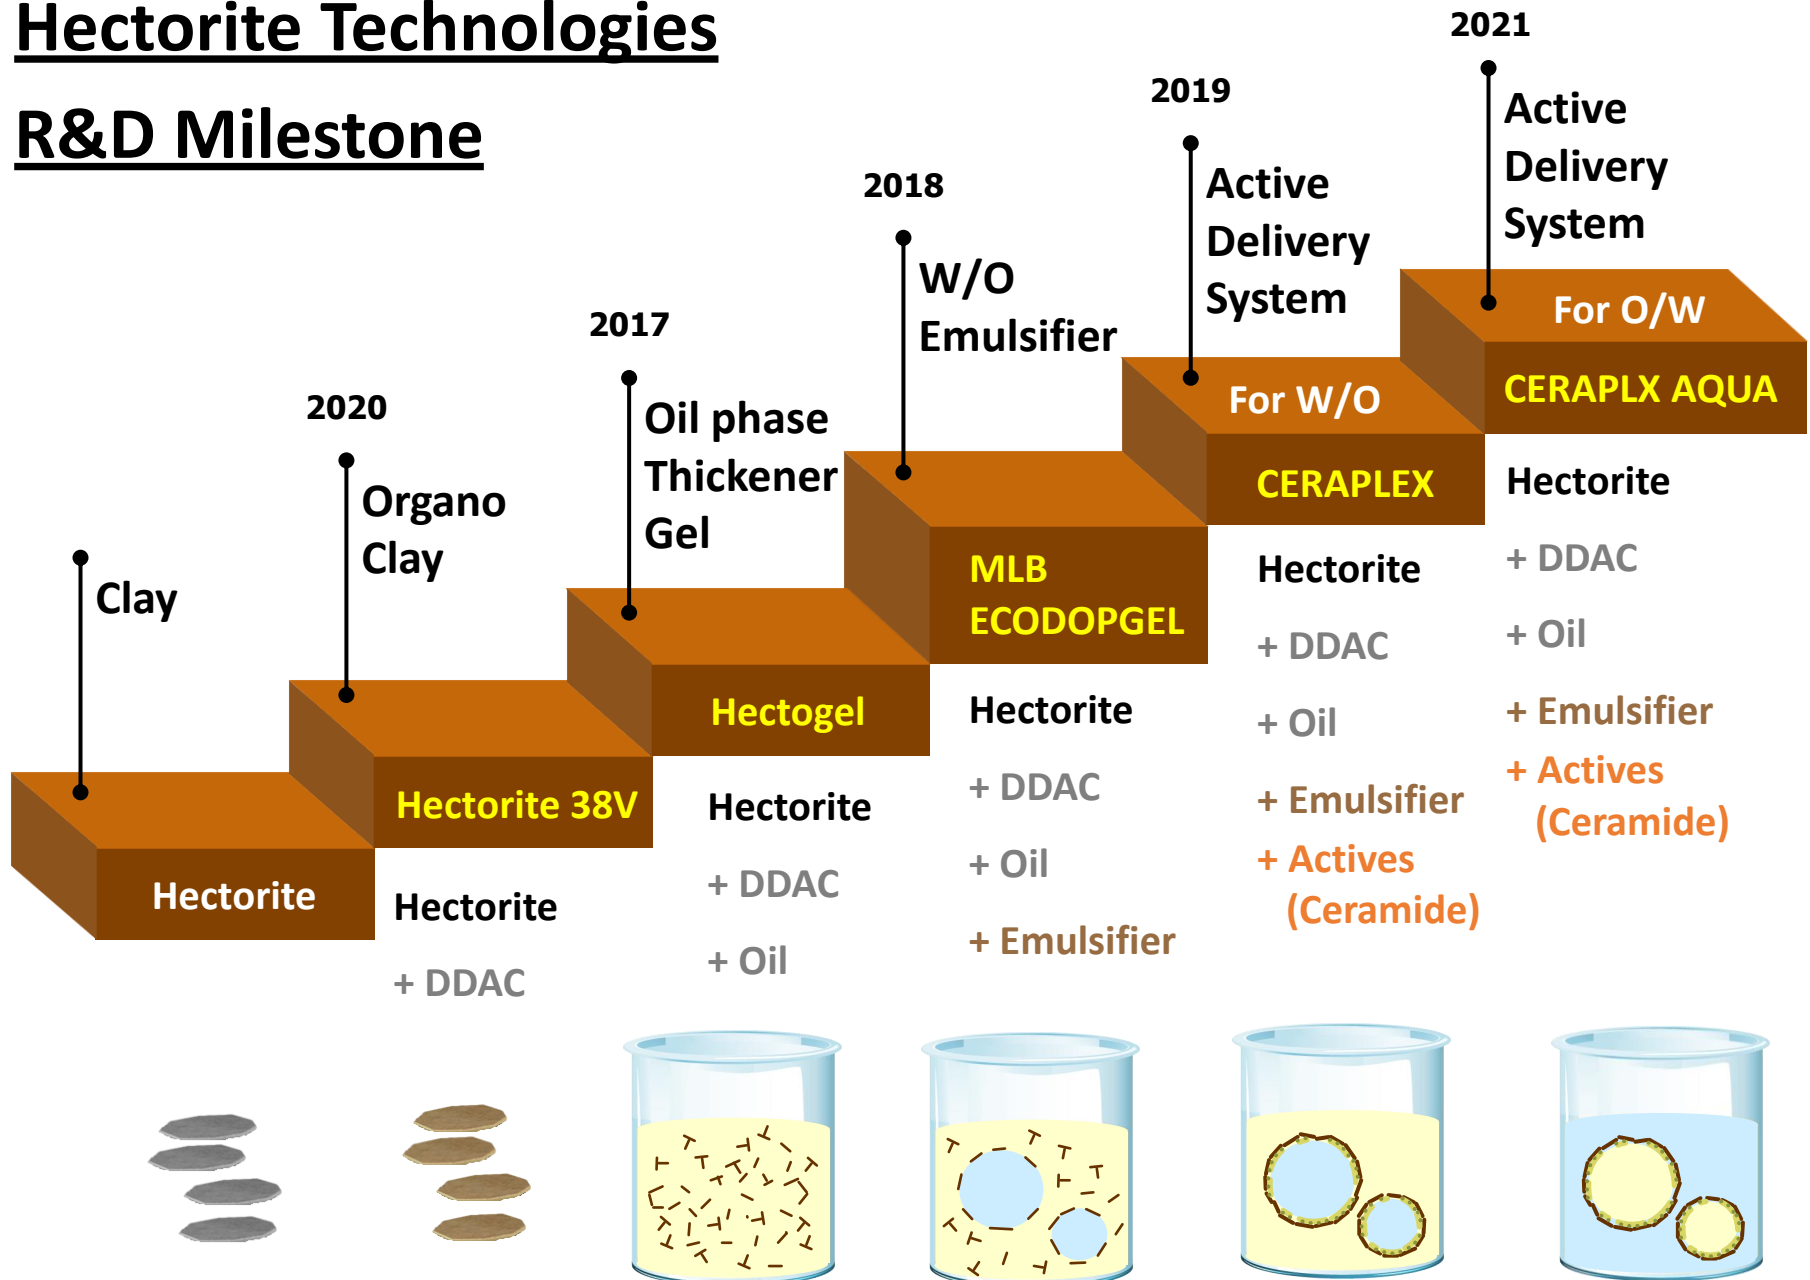 Hectorite Technologies
R&D Milestone
Clay
Hectorite
2020
Organo
Clay
Hectorite 38V
Hectorite
+ DDAC
2017
Oil phase
Thickener
Gel
Hectogel
Hectorite
+ DDAC
+ Oil
2018
W/O
Emulsifier
MLB
ECODOPGEL
Hectorite
+ DDAC
+ Oil
+ Emulsifier
2019
Active
Delivery
System
For W/O
CERAPLEX
Hectorite
+ DDAC
+ Oil
+ Emulsifier
+ Actives
(Ceramide)
2021
Active
Delivery
System
For O/W
CERAPLX AQUA
Hectorite
+ DDAC
+ Oil
+ Emulsifier
+ Actives
(Ceramide)